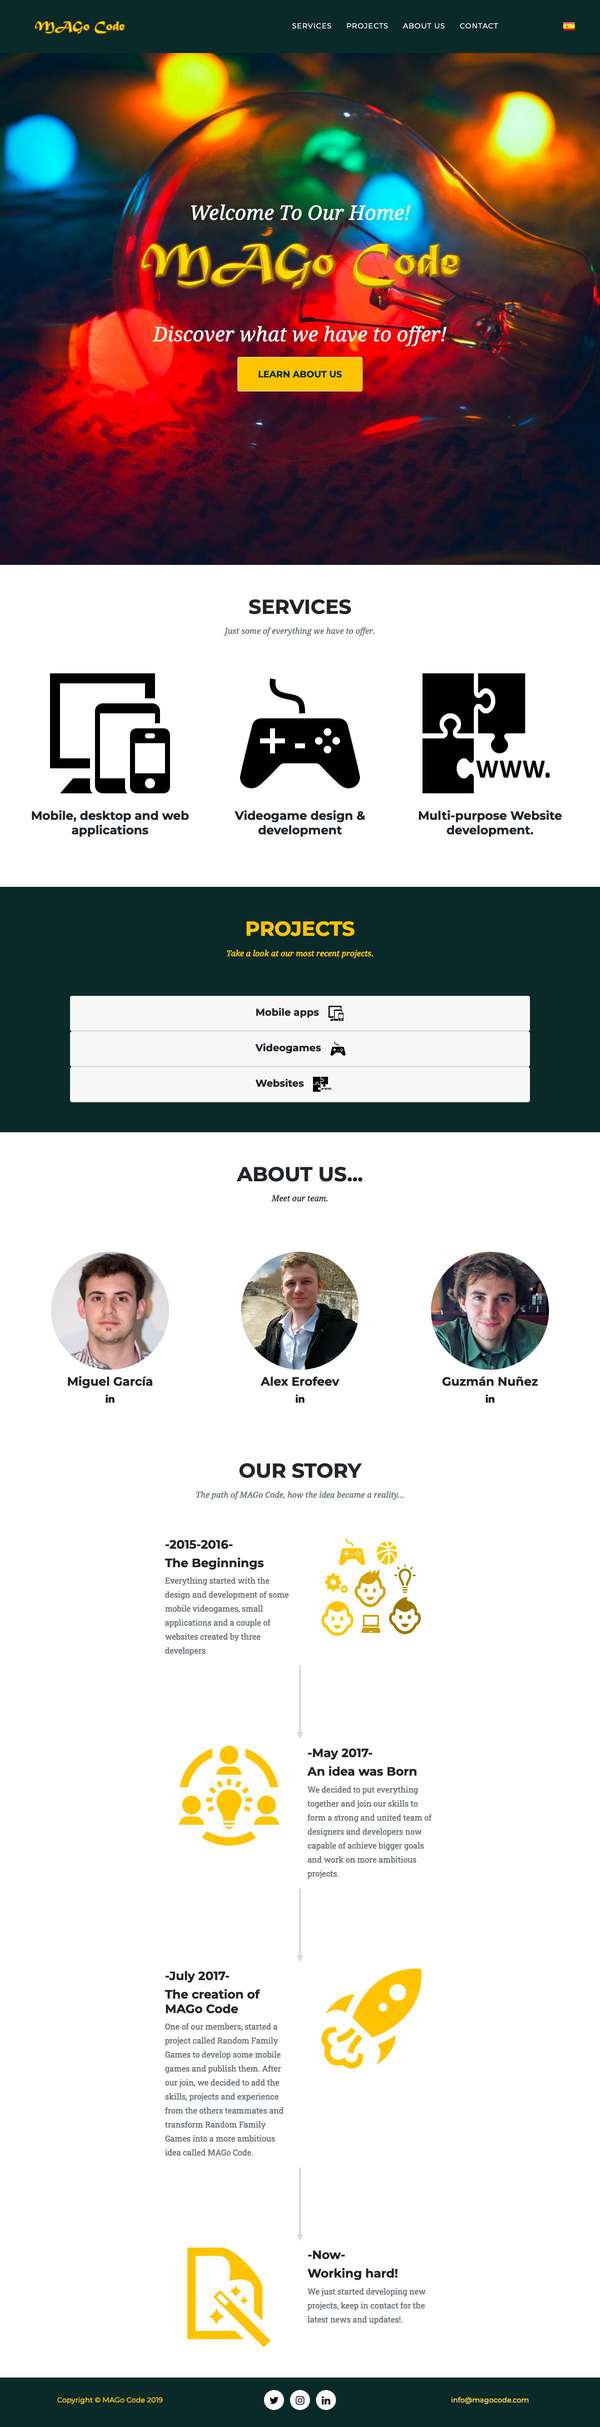 MAGo Code
SERVICES PROJECTS ABOUT US CONTACT
Welcome To Our Home!
MAGo Code
Discover what we have to offer!
LEARN ABOUT US
SERVICES
Just some of everything we have to offer.
www.
Mobile, desktop and web
applications
Videogame design &
development
Multi-purpose Website
development.
PROJECTS
Take a look at our most recent projects.
Mobile apps
Videogames
Websites
ABOUT US...
Meet our team.
Miguel García
in
Alex Erofeev
in
Guzmán Nuñez
in
OUR STORY
The path of MAGo Code, how the idea became a reality...
-2015-2016-
The Beginnings
Everything started with the
design and development of some
mobile videogames, small
applications and a couple of
websites created by three
developers.
-May 2017-
An idea was Born
We decided to put everything
together and join our skills to
form a strong and united team of
designers and developers now
capable of achieve bigger goals
and work on more ambitious
projects.
-July 2017-
The creation of
MAGo Code
One of our members, started a
project called Random Family
Games to develop some mobile
games and publish them. After
our join, we decided to add the
skills, projects and experience
from the others teammates and
transform Random Family
Games into a more ambitious
idea called MAGo Code.
-Now-
Working hard!
We just started developing new
projects, keep in contact for the
latest news and updates!.
Copyright © MAGo Code 2019
in
info@magocode.com